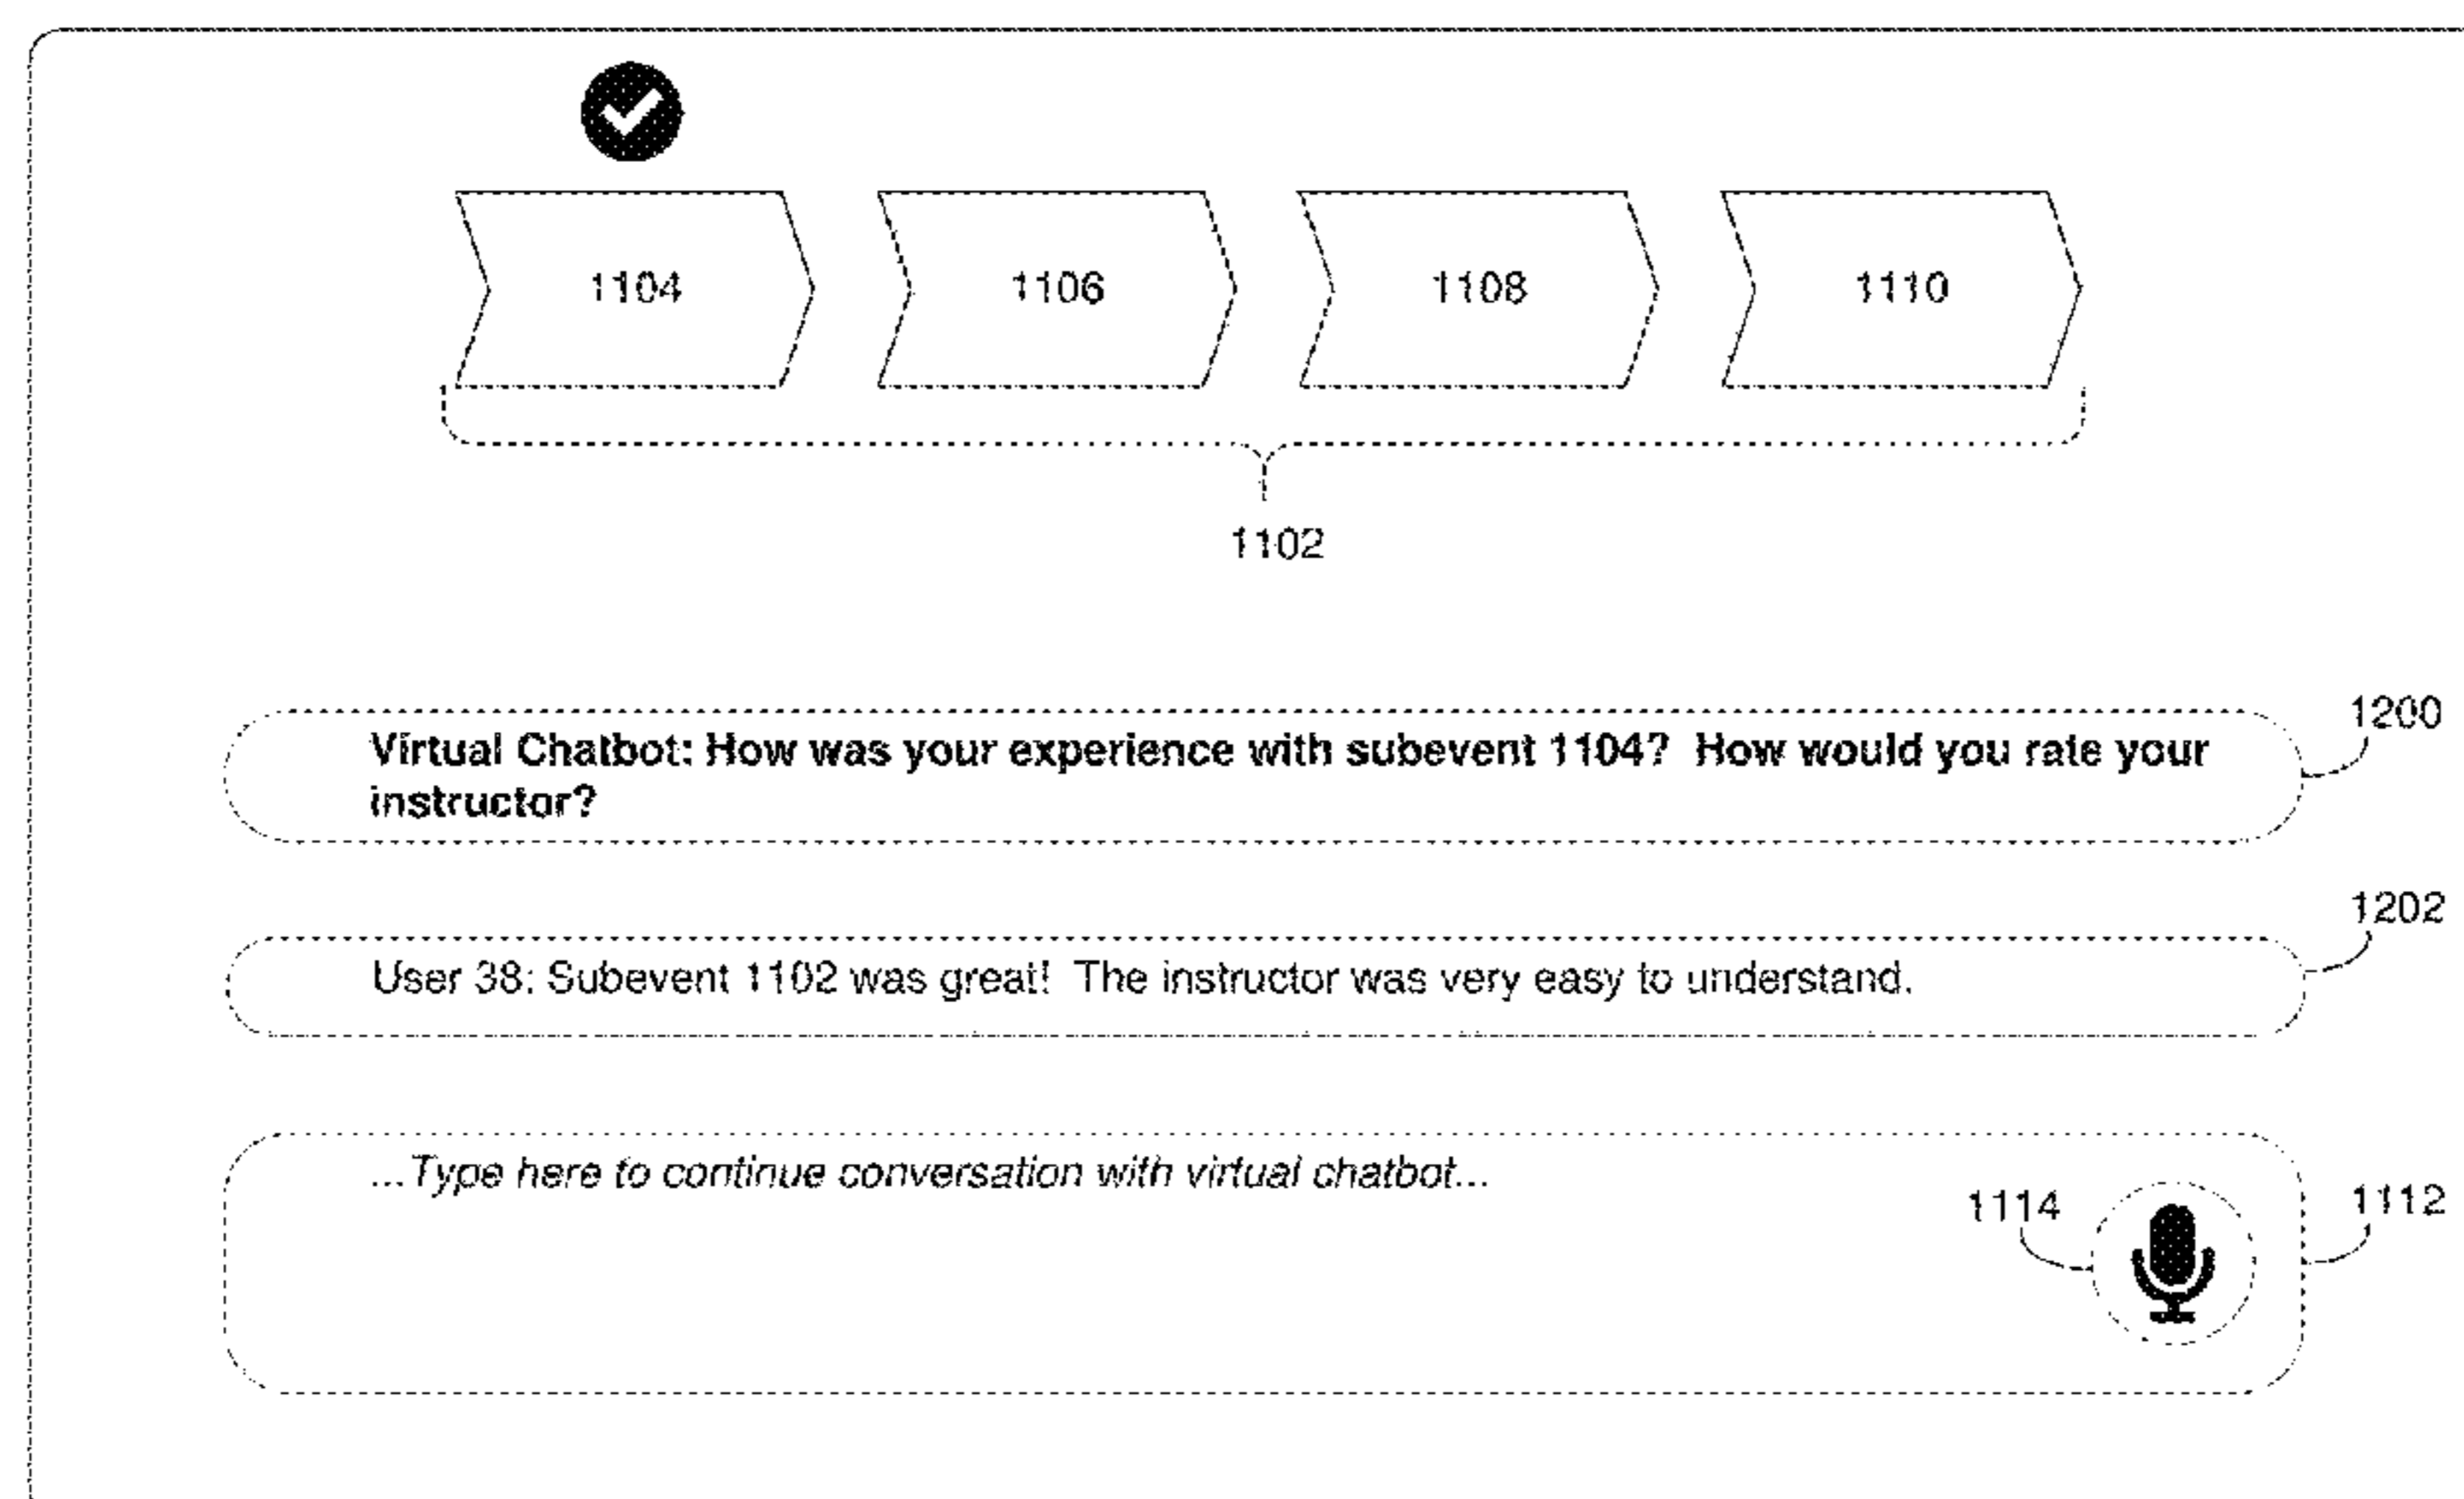 1104 1106 1108 1110
1102
1200
Virtual Chatbot: How was your experience with subevent 1104? How would you rate your
instructor?
1202
User 38: Subevent 1102 was great! The instructor was very easy to understand.
...Type here to continue conversation with virtual chatbot...
1114 1112